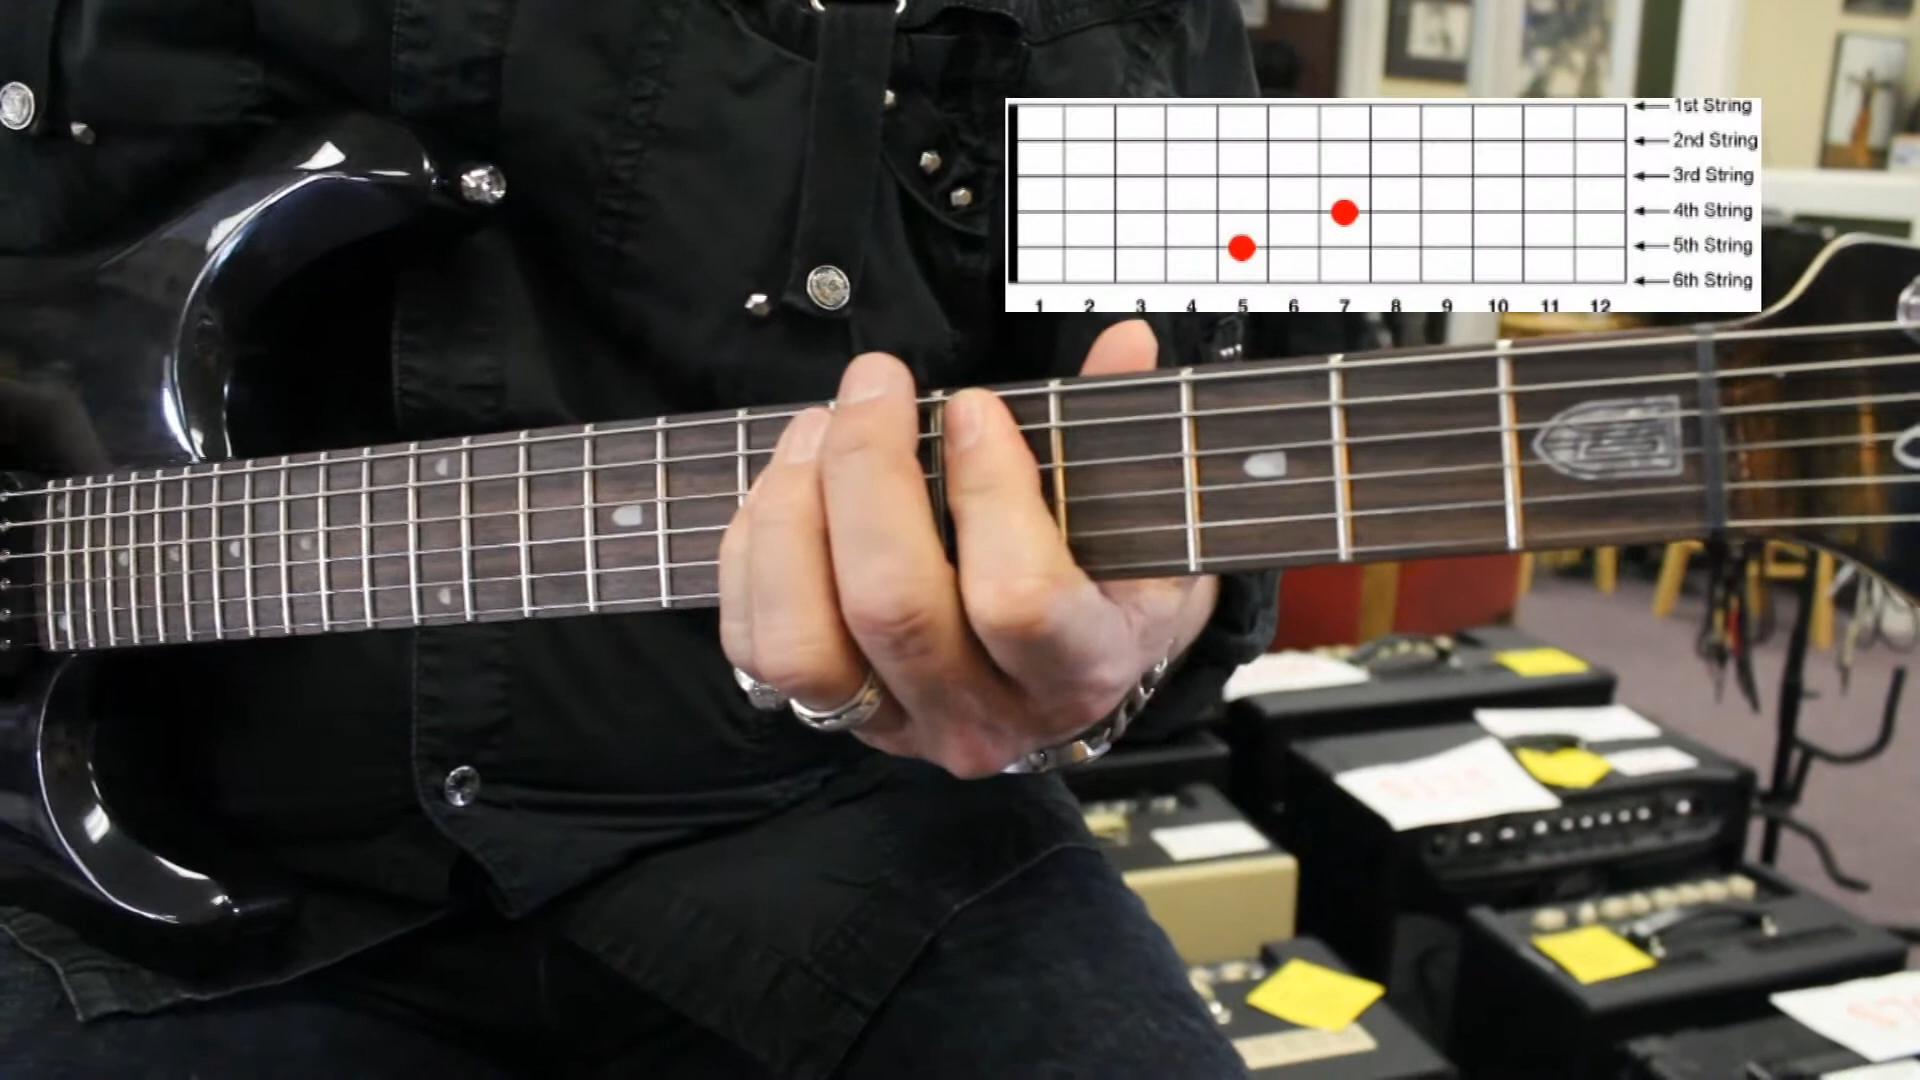 1st String
2nd String
3rd String
4th String
5th String
6th String
1 2 3 4 5 6 7 8 9 10 11 12